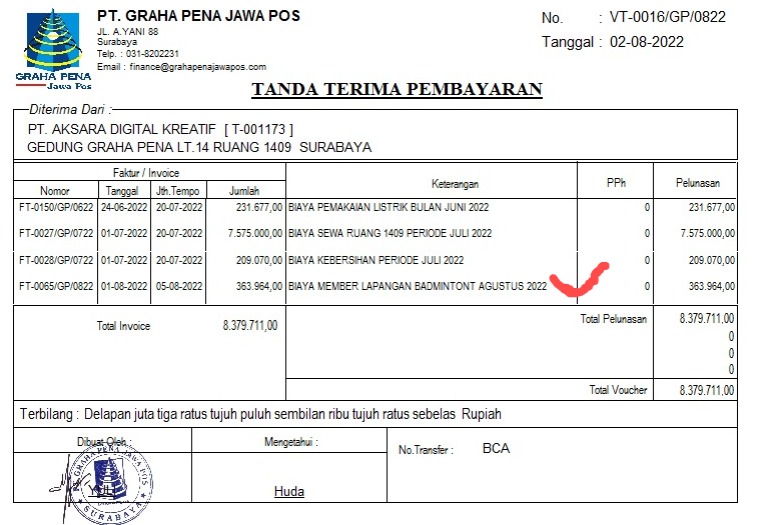 PT. GRAHA PENA JAWA POS
JL. A.YANI 88
Surabaya
Telp. : 031-8202231
Email : finance@grahapenajawapos.com
GRAHA PENA
Jawa Pos
No. : VT-0016/GP/0822
Tanggal : 02-08-2022
TANDA TERIMA PEMBAYARAN
Diterima Dari :
PT. AKSARA DIGITAL KREATIF [ T-001173 ]
GEDUNG GRAHA PENA LT.14 RUANG 1409 SURABAYA
Faktur / Invoice Keterangan PPh Pelunasan
Nomor Tanggal Jth.Tempo Jumlah
FT-0150/GP/0622 24-06-2022 20-07-2022 231.677,00 BIAYA PEMAKAIAN LISTRIK BULAN JUNI 2022 0 231.677,00
FT-0027/GP/0722 01-07-2022 20-07-2022 7.575.000,00 BIAYA SEWA RUANG 1409 PERIODE JULI 2022 0 7.575.000,00
FT-0028/GP/0722 01-07-2022 20-07-2022 209.070,00 BIAYA KEBERSIHAN PERIODE JULI 2022 0 209.070,00
FT-0065/GP/0822 01-08-2022 05-08-2022 363.964,00 BIAYA MEMBER LAPANGAN BADMINTONT AGUSTUS 2022 0 363.964,00
Total Invoice 8.379.711,00 Total Pelunasan 8.379.711,00
0
0
0
Total Voucher 8.379.711,00
Terbilang : Delapan juta tiga ratus tujuh puluh sembilan ribu tujuh ratus sebelas Rupiah
Dibuat Oleh : Mengetahui : No.Transfer : BCA
GRAHA PENA JAWA POS
SURABAYA
Huda